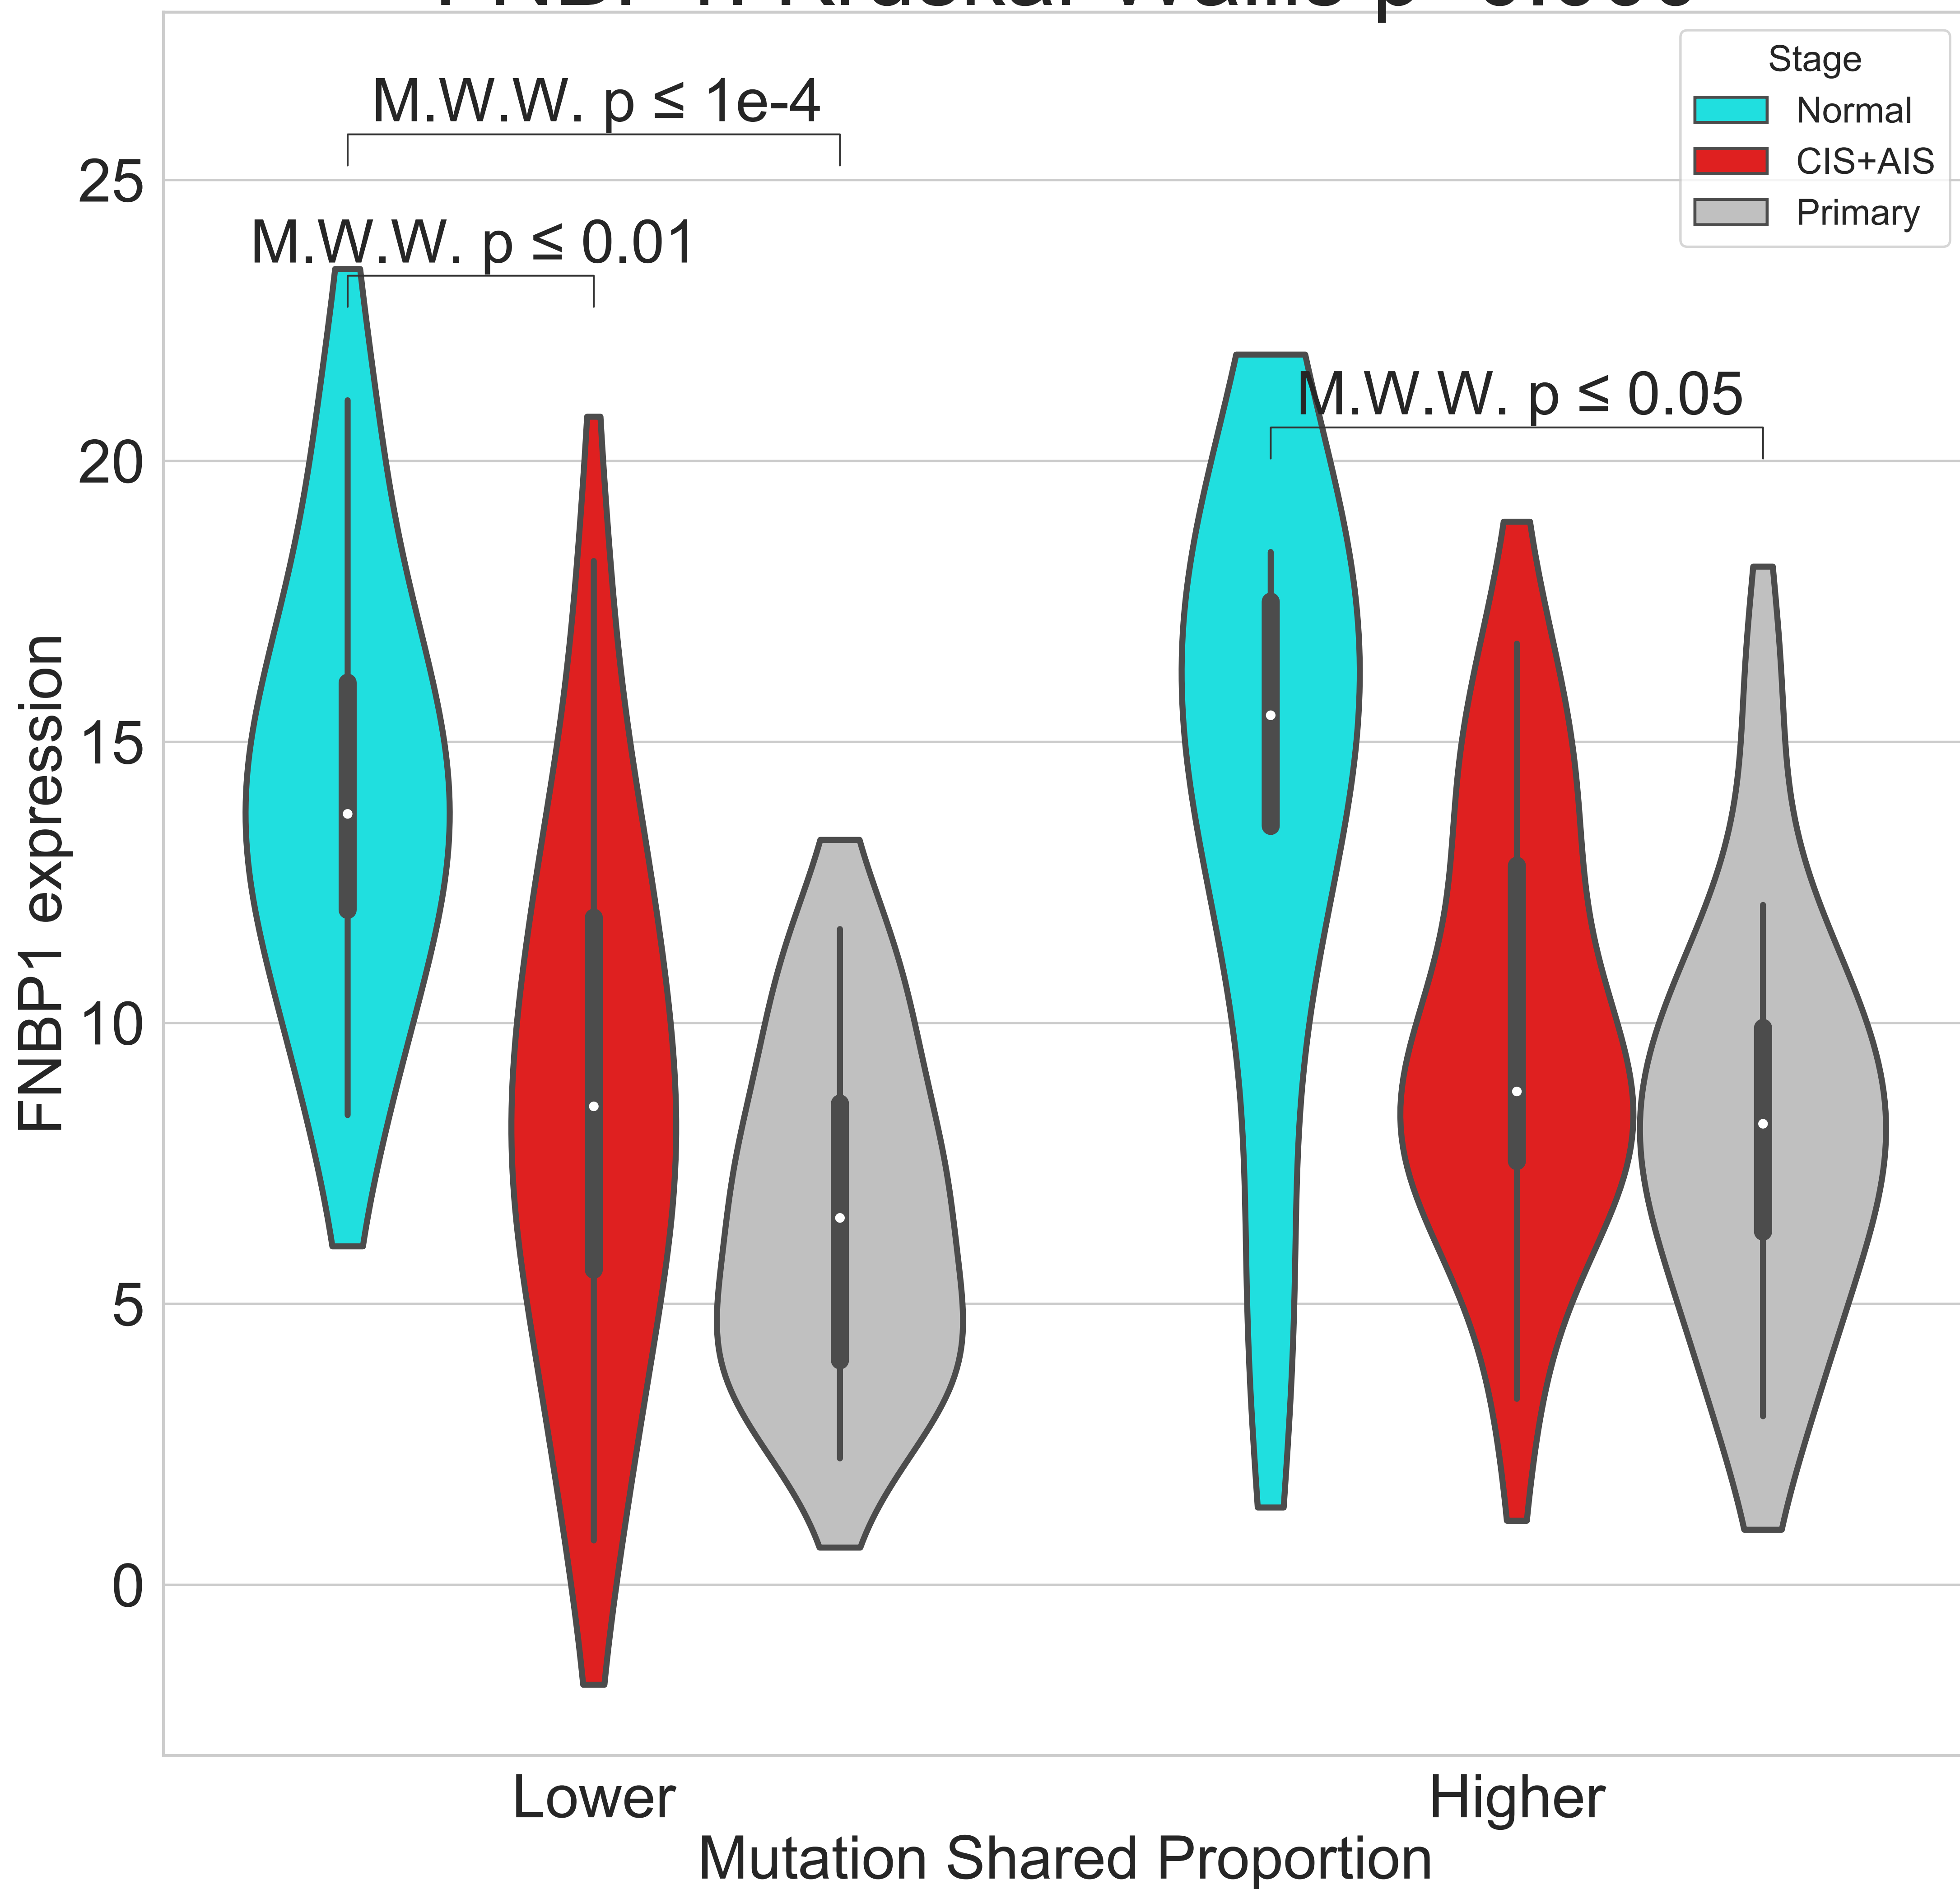 M.W.W. p ≤ 1e-4
M.W.W. p ≤ 0.01
M.W.W. p ≤ 0.05
Stage
Normal
CIS+AIS
Primary
FNBP1 expression
25
20
15
10
5
0
Lower
Higher
Mutation Shared Proportion